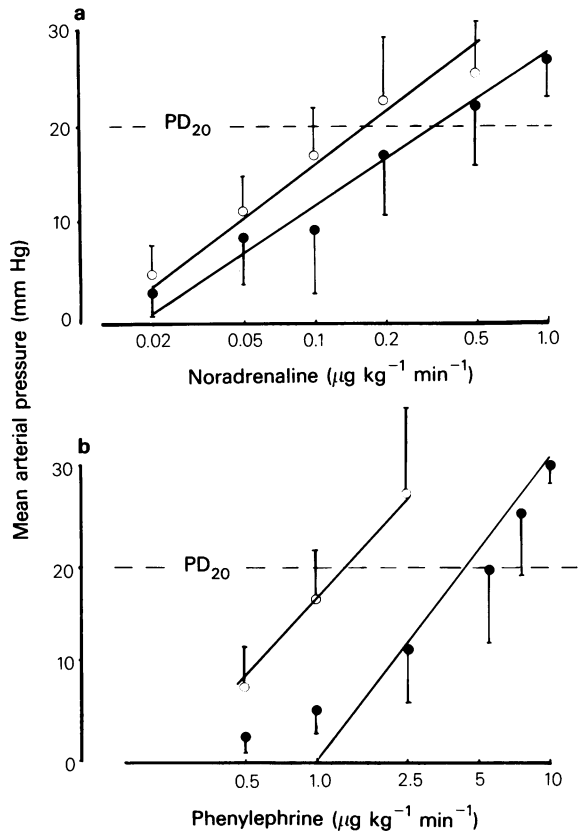 a
30
20
10
0
PD20
0.02 0.05 0.1 0.2 0.5 1.0
Noradrenaline (μg kg⁻¹ min⁻¹)
Mean arterial pressure (mm Hg)
b
30
20
10
0
PD20
0.5 1.0 2.5 5 10
Phenylephrine (μg kg⁻¹ min⁻¹)